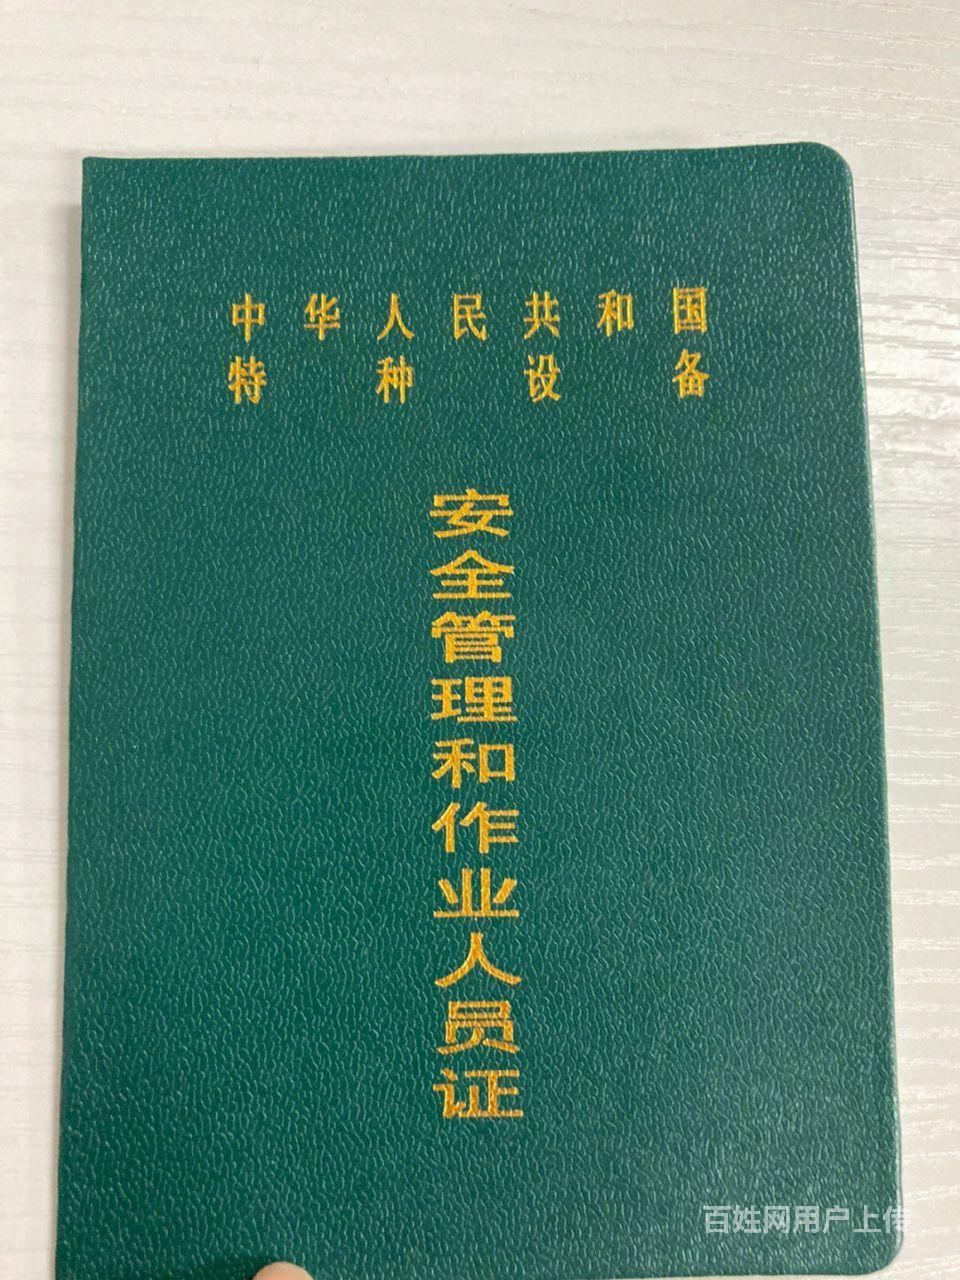 中华人民共和国
特种设备
安全管理和作业人员证
百姓网用户上传